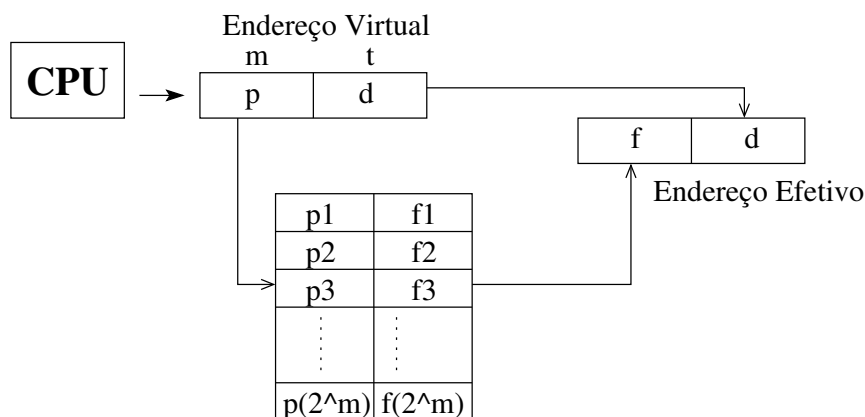 Endereço Virtual
m t
CPU
p d
f d
Endereço Efetivo
p1 f1
p2 f2
p3 f3
p(2^m) f(2^m)